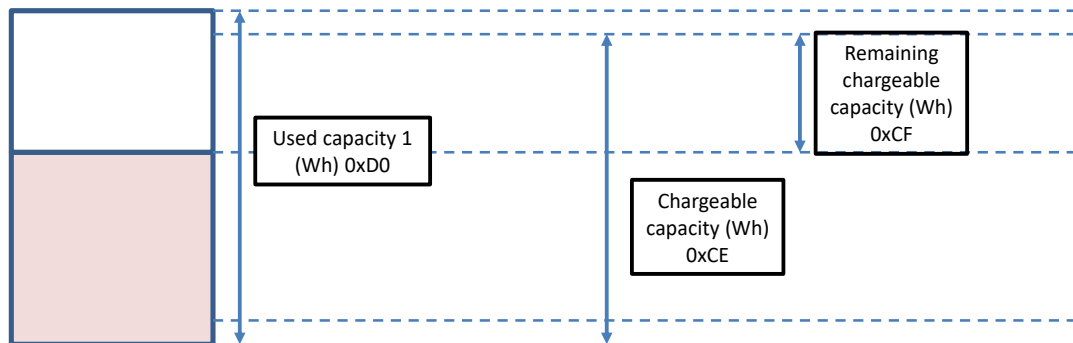 Used capacity 1
(Wh) 0xD0
Chargeable
capacity (Wh)
0xCE
Remaining
chargeable
capacity (Wh)
0xCF